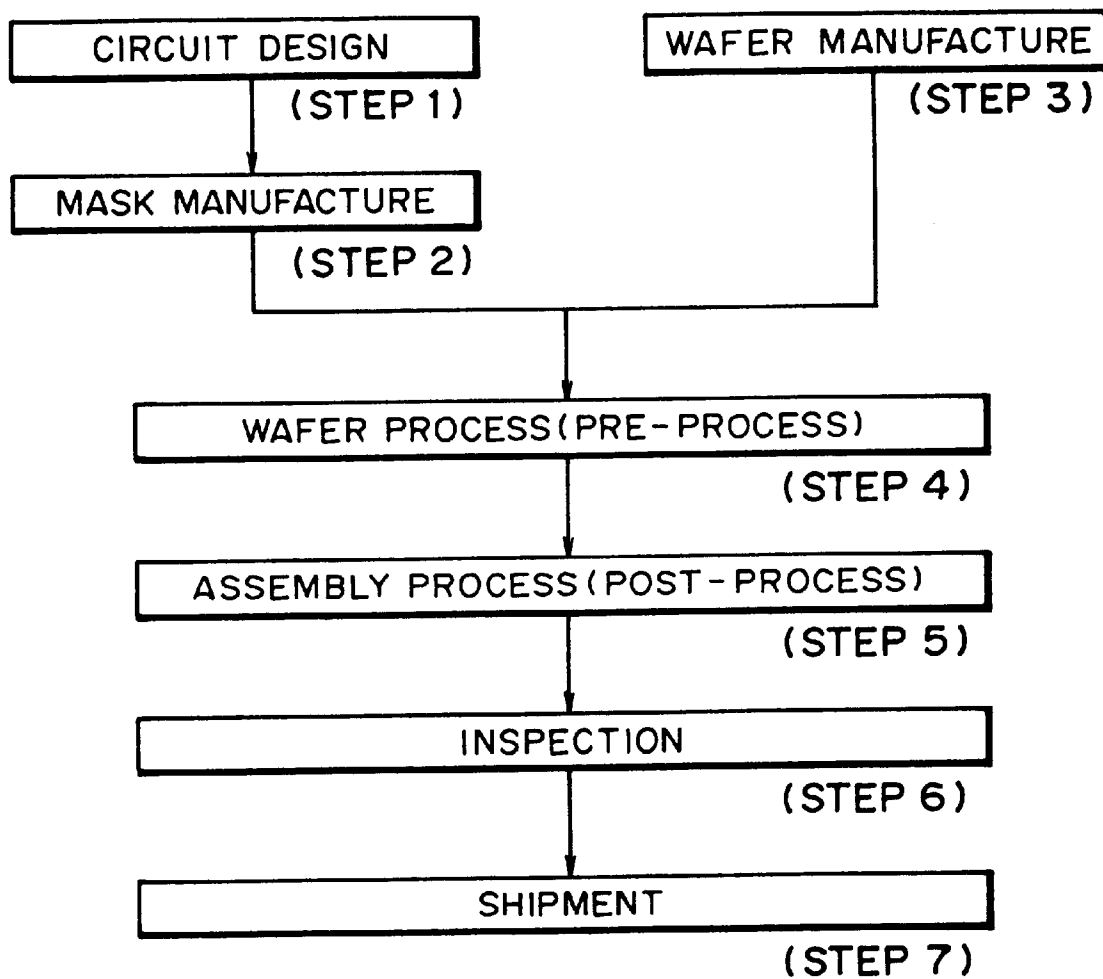 CIRCUIT DESIGN
(STEP 1)
MASK MANUFACTURE
(STEP 2)
WAFER MANUFACTURE
(STEP 3)
WAFER PROCESS(PRE-PROCESS)
(STEP 4)
ASSEMBLY PROCESS(POST-PROCESS)
(STEP 5)
INSPECTION
(STEP 6)
SHIPMENT
(STEP 7)